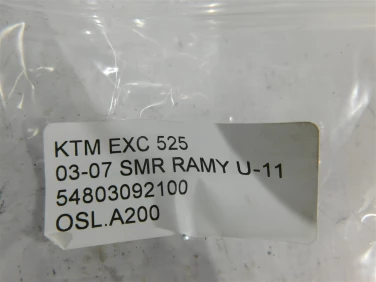 KTM EXC 525
03-07 SMR RAMY U-11
54803092100
OSL.A200